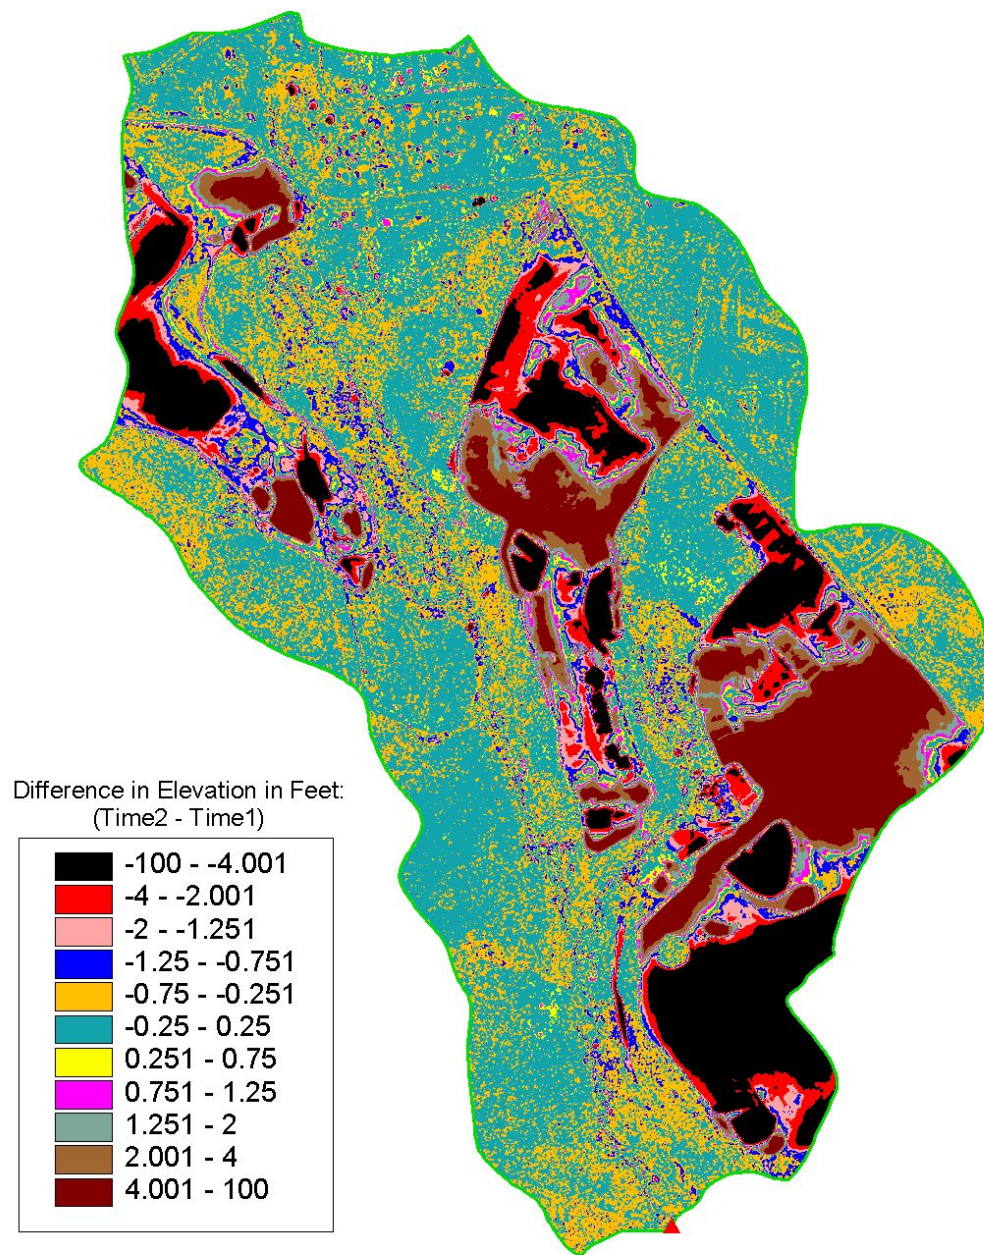 Difference in Elevation in Feet:
(Time2 - Time1)
-100 - -4.001
-4 - -2.001
-2 - -1.251
-1.25 - -0.751
-0.75 - -0.251
-0.25 - 0.25
0.251 - 0.75
0.751 - 1.25
1.251 - 2
2.001 - 4
4.001 - 100